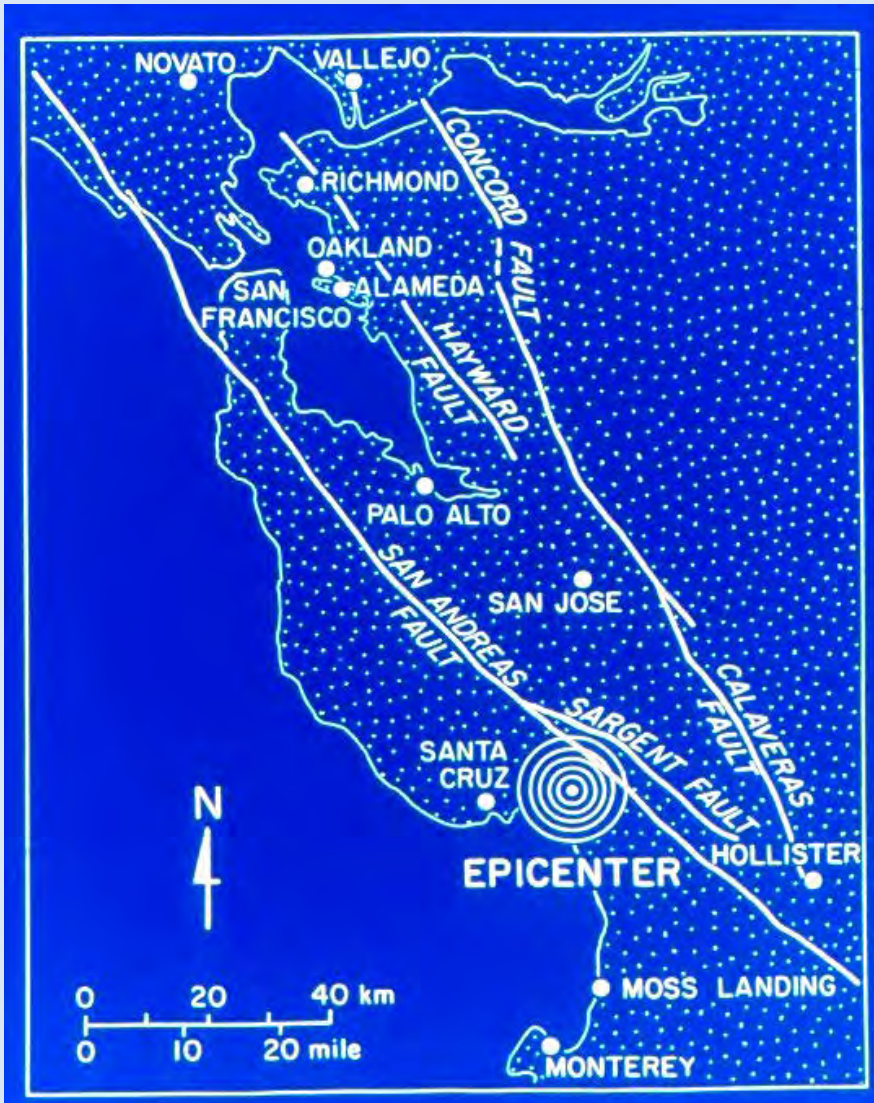 NOVATO
VALLEJO
CONCORD FAULT
RICHMOND
OAKLAND
ALAMEDA
SAN
FRANCISCO
HAYWARD
FAULT
PALO ALTO
SAN ANDREAS
FAULT
SAN JOSE
CALAVERAS
FAULT
SARGENT FAULT
SANTA
CRUZ
N
EPICENTER
HOLLISTER
0 20 40 km
0 10 20 mile
MOSS LANDING
MONTEREY